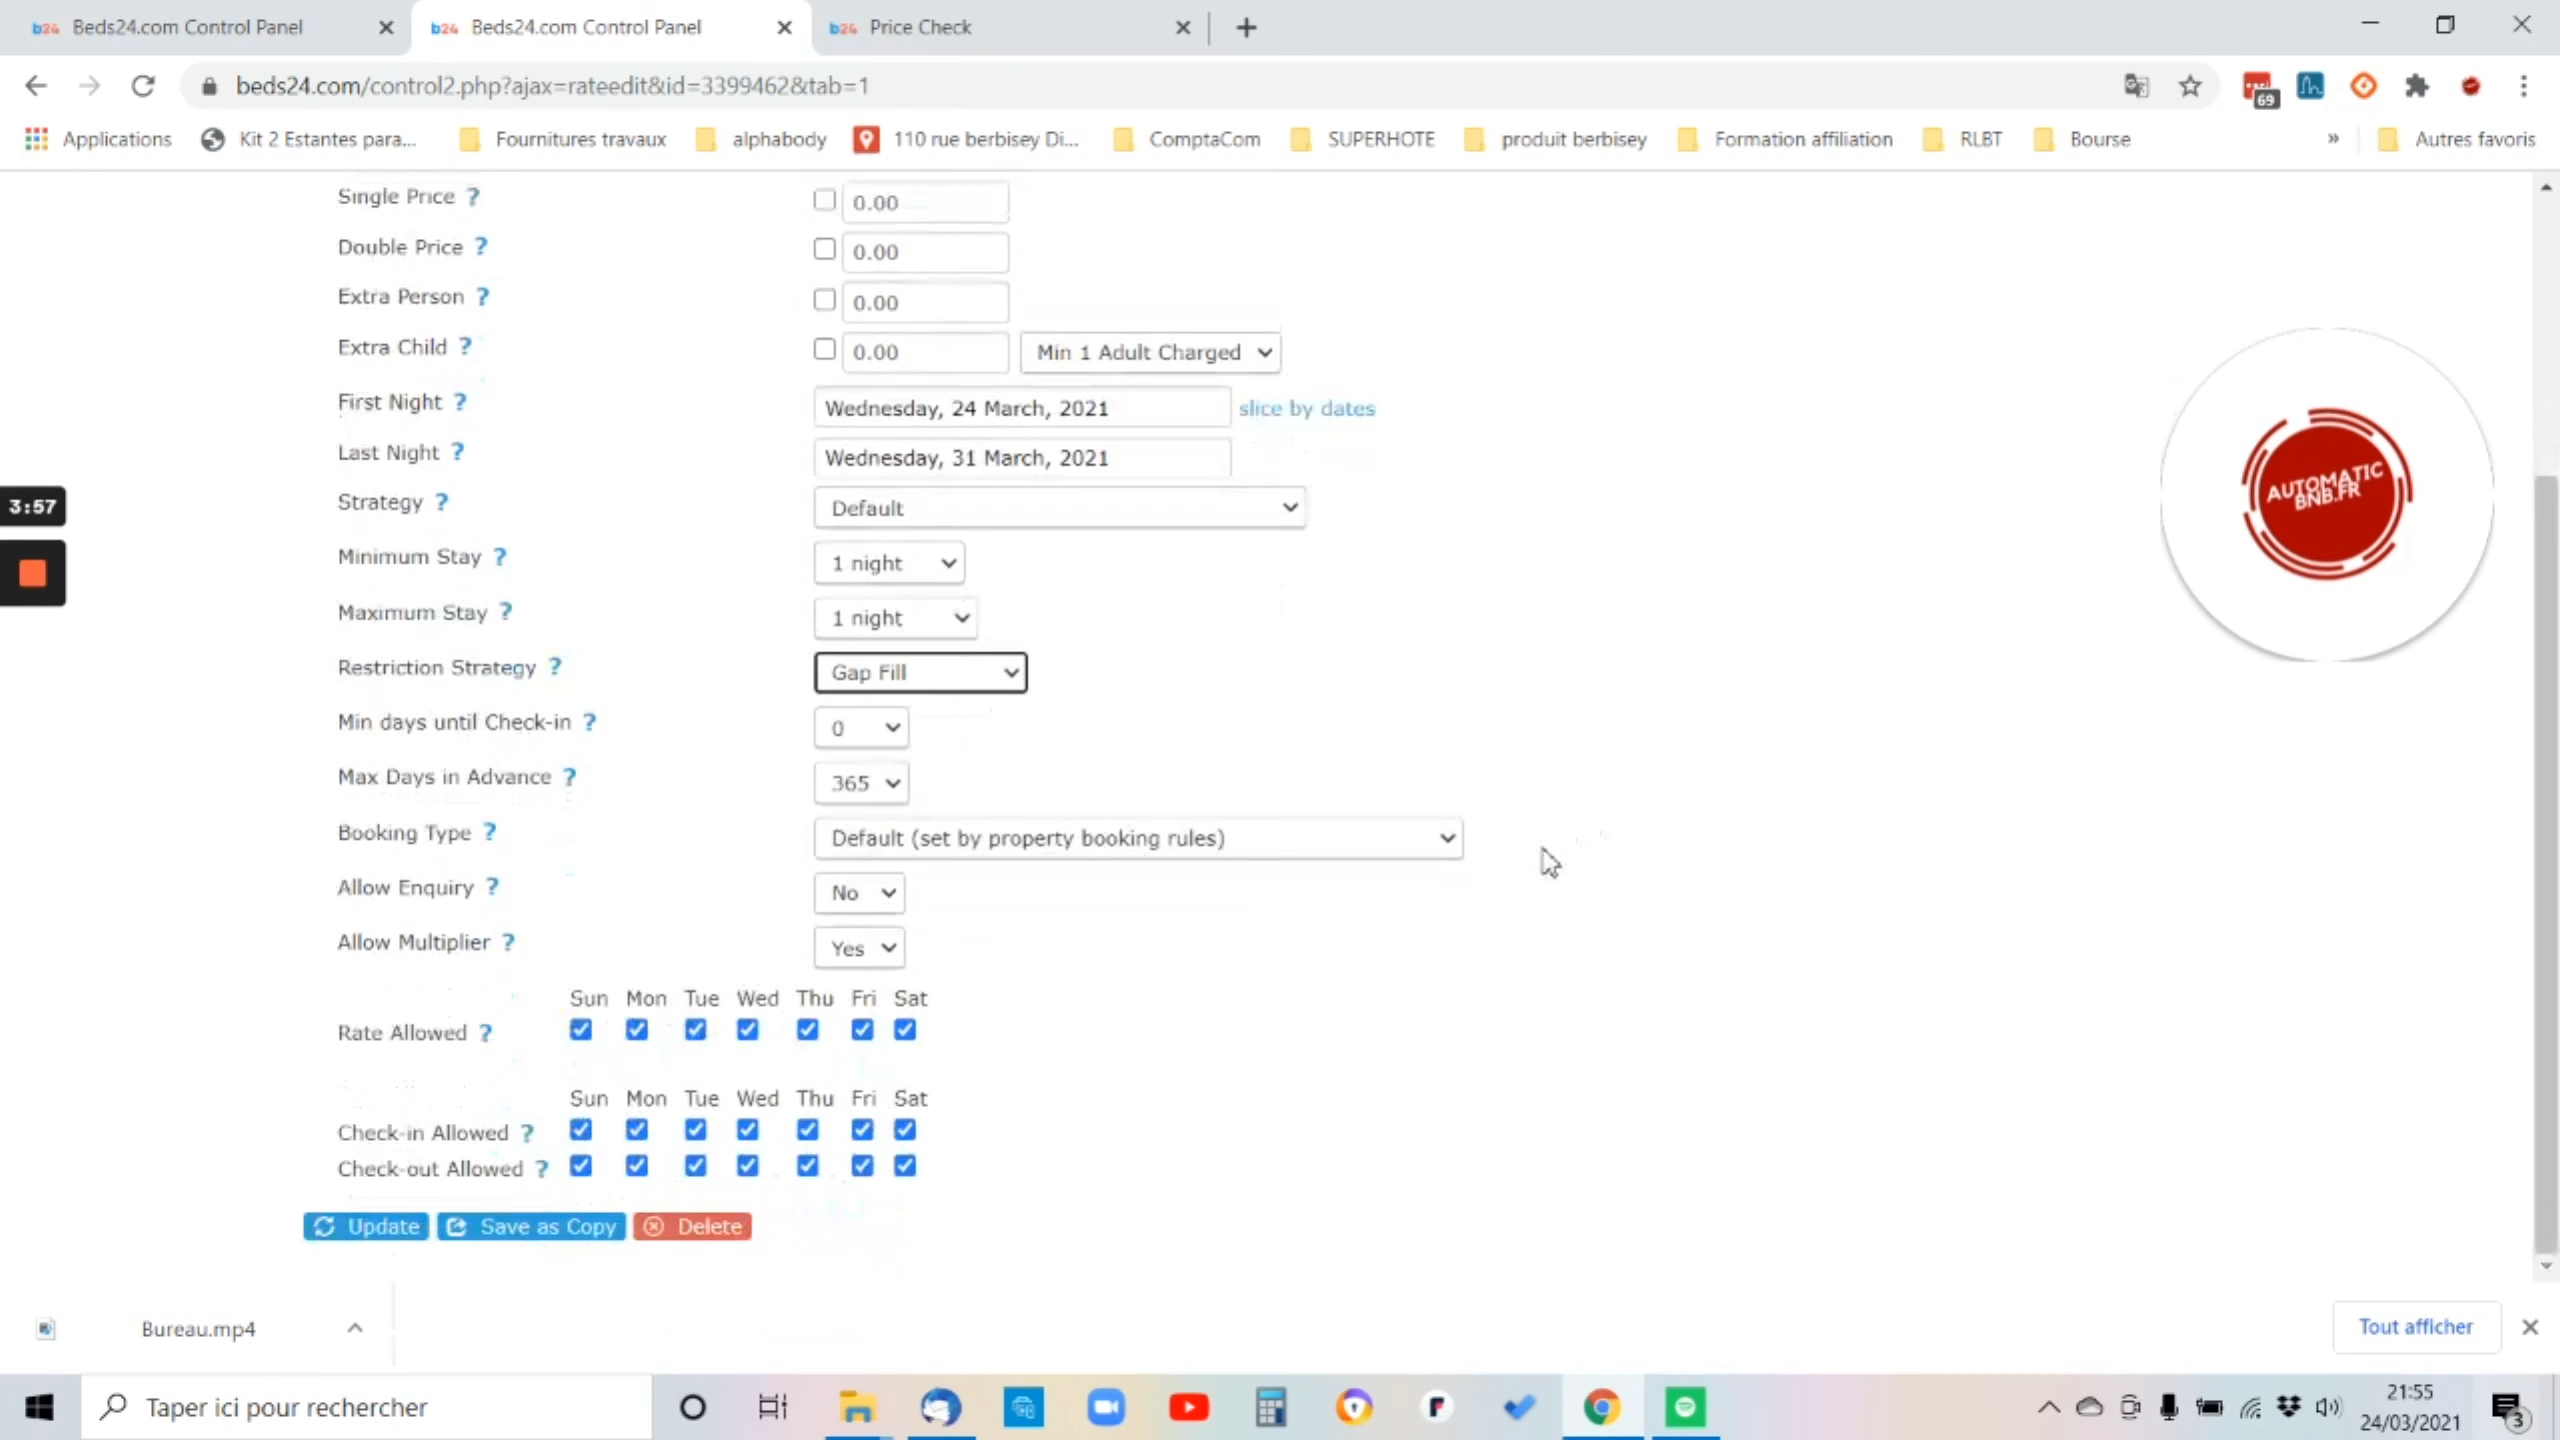 b24 Beds24.com Control Panel
b24 Beds24.com Control Panel
b24 Price Check
beds24.com/control2.php?ajax=rateedit&id=3399462&tab=1
69
Applications
Kit 2 Estantes para...
Fournitures travaux
alphabody
110 rue berbisey Di...
ComptaCom
SUPERHOTE
produit berbisey
Formation affiliation
RLBT
Bourse
»
Autres favoris
Single Price ? 0.00
Double Price ? 0.00
Extra Person ? 0.00
Extra Child ? 0.00 Min 1 Adult Charged
First Night ? Wednesday, 24 March, 2021 slice by dates
Last Night ? Wednesday, 31 March, 2021
Strategy ? Default
Minimum Stay ? 1 night
Maximum Stay ? 1 night
Restriction Strategy ? Gap Fill
Min days until Check-in ? 0
Max Days in Advance ? 365
Booking Type ? Default (set by property booking rules)
Allow Enquiry ? No
Allow Multiplier ? Yes
Sun Mon Tue Wed Thu Fri Sat
Rate Allowed ?
Sun Mon Tue Wed Thu Fri Sat
Check-in Allowed ?
Check-out Allowed ?
Update Save as Copy Delete
3:57
AUTOMATIC
BNB.FR
Bureau.mp4
Tout afficher
Taper ici pour rechercher
21:55
24/03/2021
3